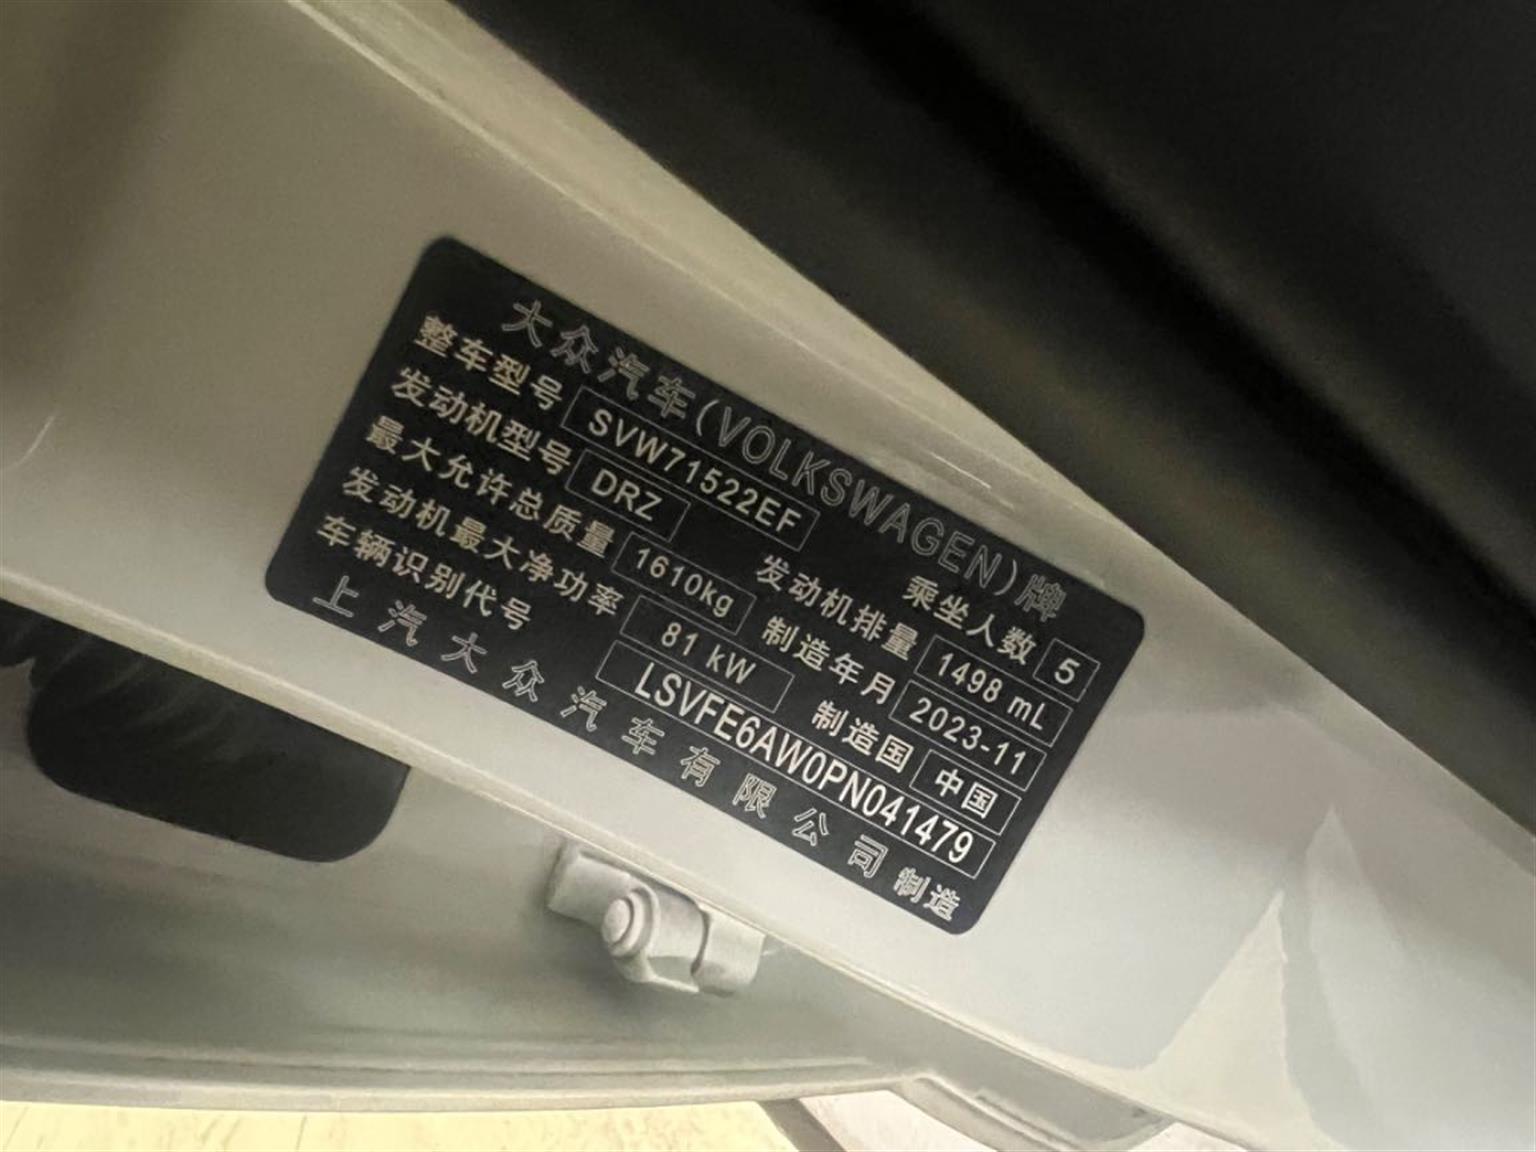 大众汽车(VOLKSWAGEN)牌
整车型号 SVW71522EF 乘坐人数 5
发动机型号 DRZ 发动机排量 1498 mL
最大允许总质量 1610kg 制造年月 2023-11
发动机最大净功率 81 kW 制造国 中国
车辆识别代号 LSVFE6AW0PN041479
上汽大众汽车有限公司 制造